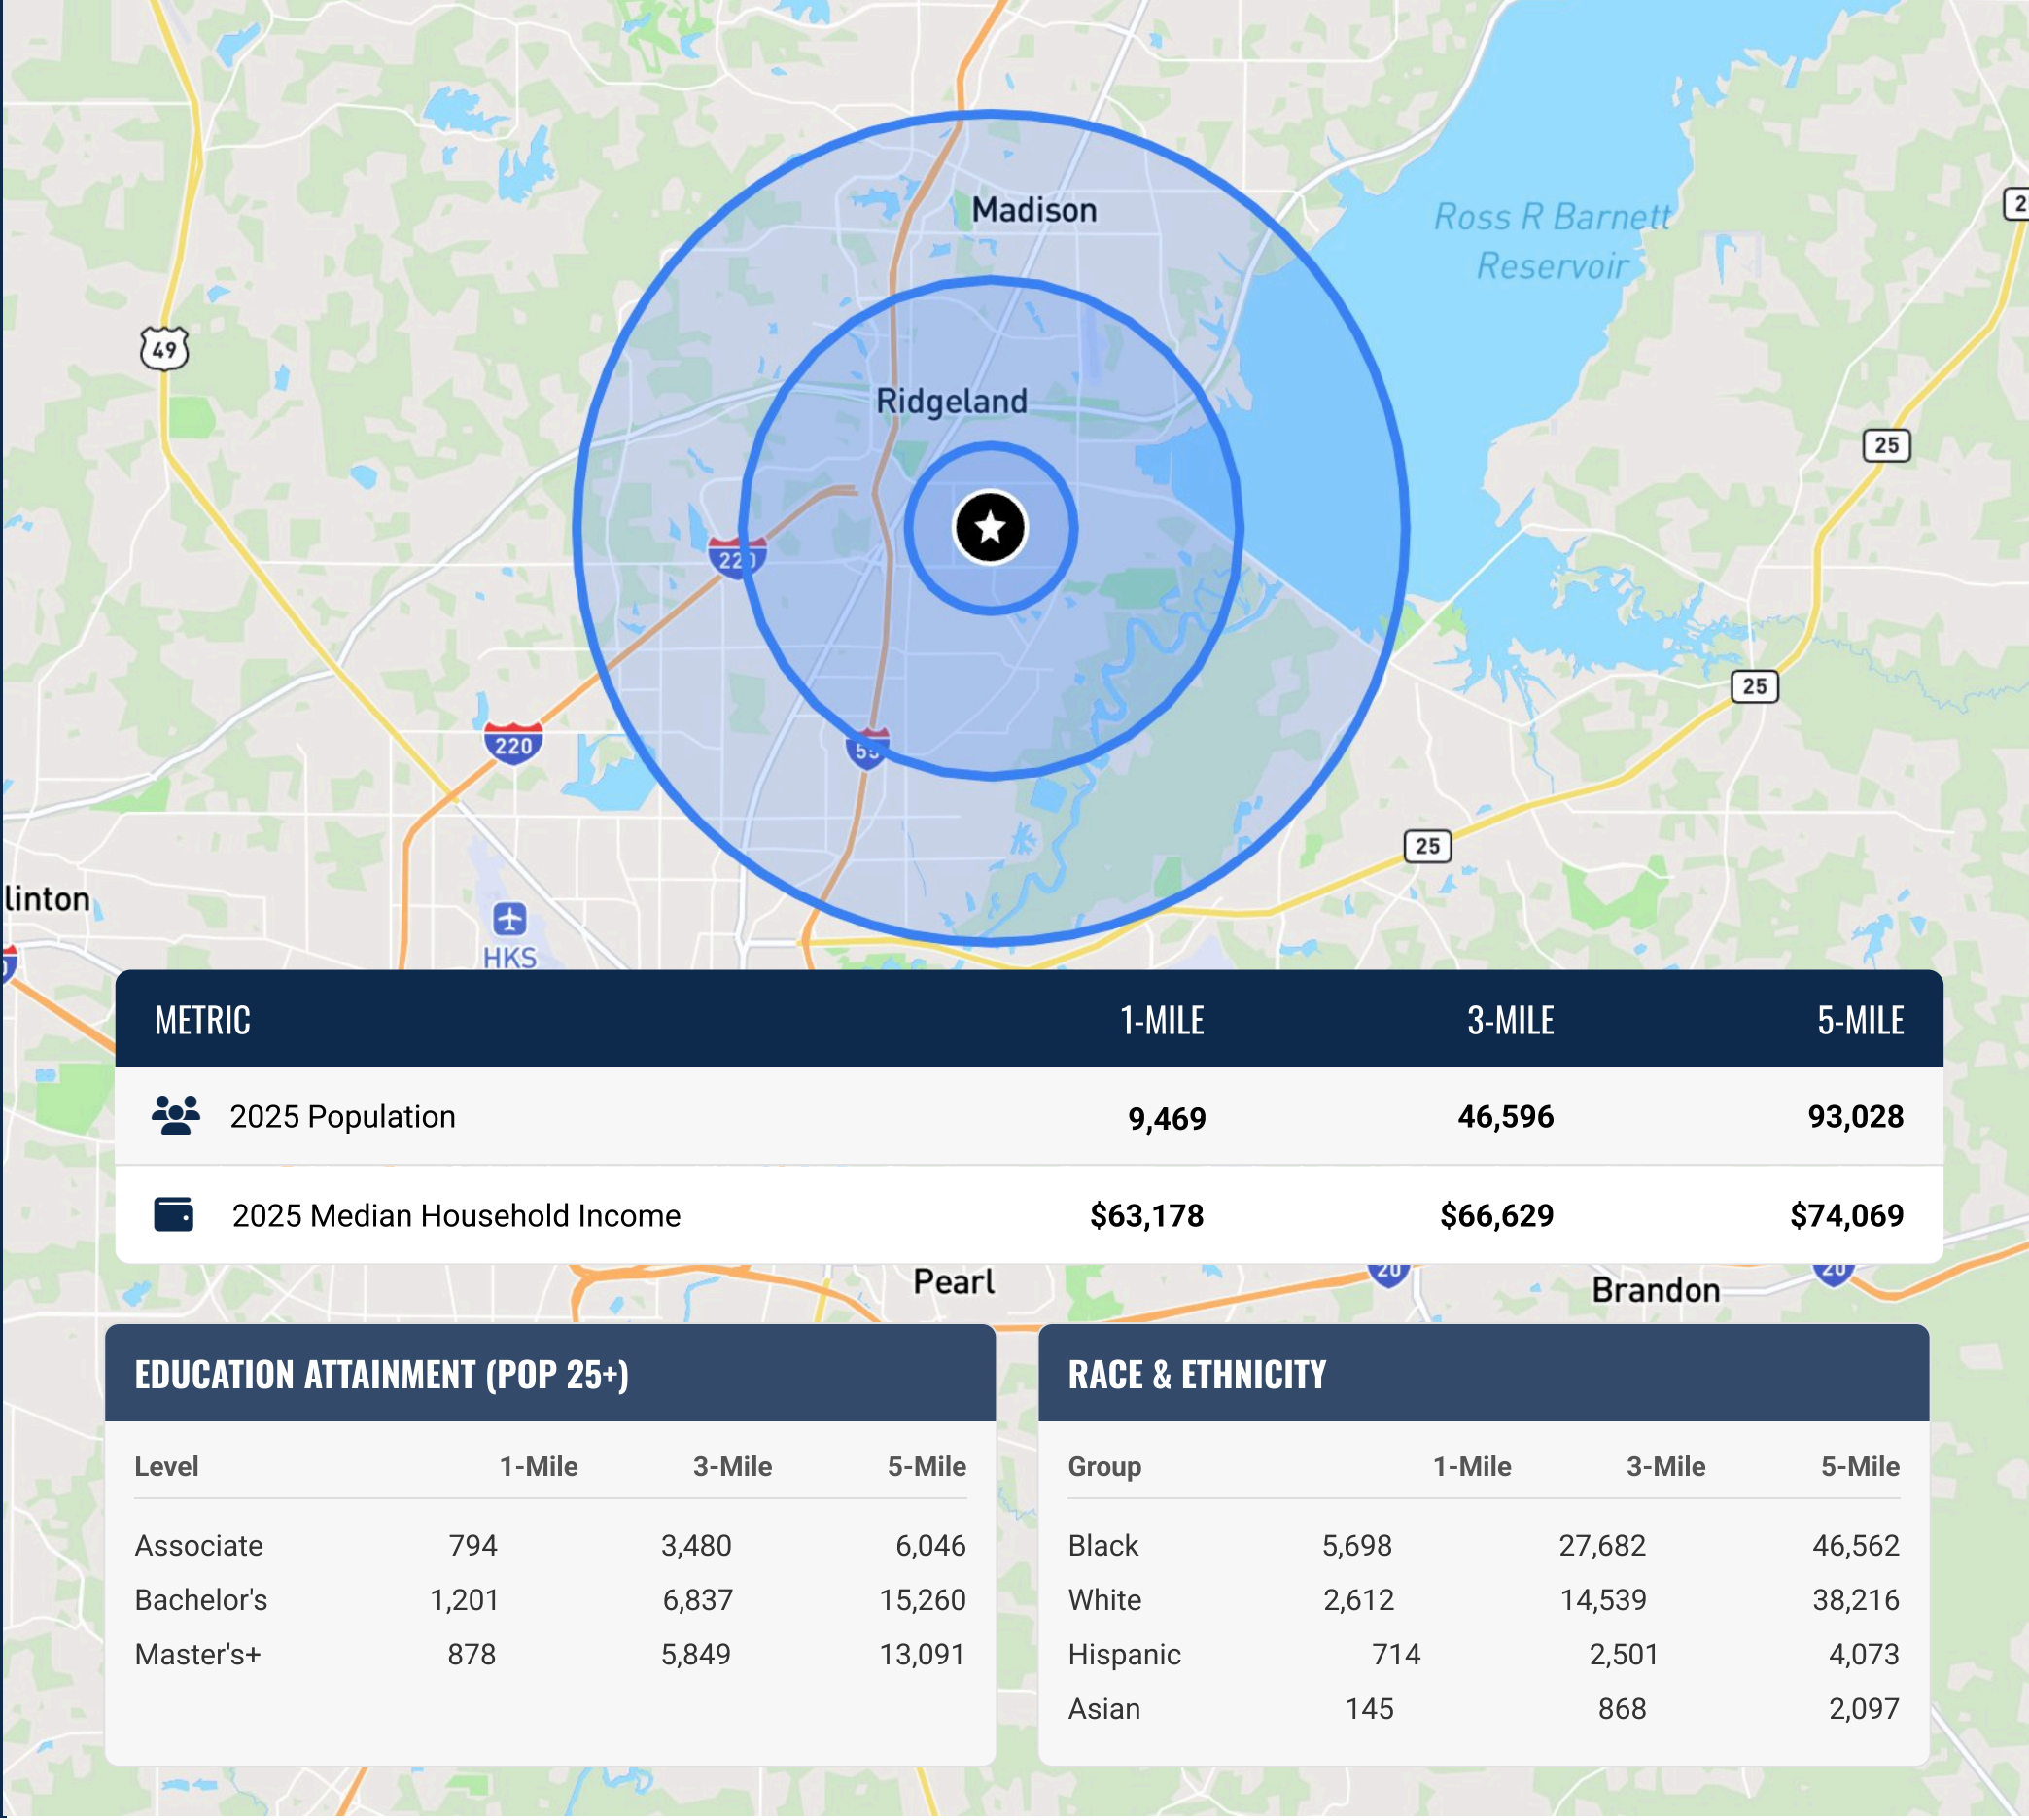 Madison
Ross R Barnett
Reservoir
2
49
Ridgeland
25
220
25
220
55
25
linton
HKS
METRIC 1-MILE 3-MILE 5-MILE
2025 Population 9,469 46,596 93,028
2025 Median Household Income $63,178 $66,629 $74,069
Pearl
20
Brandon
20
EDUCATION ATTAINMENT (POP 25+)
Level 1-Mile 3-Mile 5-Mile
Associate 794 3,480 6,046
Bachelor's 1,201 6,837 15,260
Master's+ 878 5,849 13,091
RACE & ETHNICITY
Group 1-Mile 3-Mile 5-Mile
Black 5,698 27,682 46,562
White 2,612 14,539 38,216
Hispanic 714 2,501 4,073
Asian 145 868 2,097